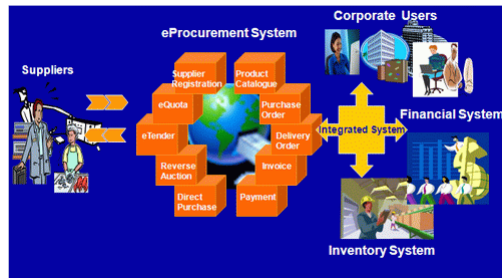 Corporate Users
eProcurement System
Suppliers
Supplier
Registration
Product
Catalogue
eQuota
Purchase
Order
Financial System
eTender
Delivery
Order
Integrated System
Reverse
Auction
Invoice
Direct
Purchase
Payment
Inventory System